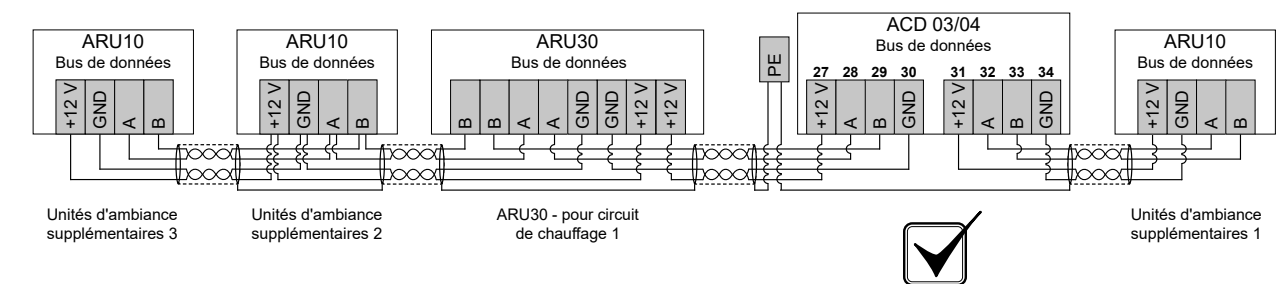 ARU10
Bus de données
+12 V
GND
A
B
ARU10
Bus de données
+12 V
GND
A
B
ARU30
Bus de données
B
B
A
A
GND
GND
+12 V
+12 V
PE
ACD 03/04
Bus de données
27 28 29 30 31 32 33 34
+12 V
A
B
GND
+12 V
A
B
GND
ARU10
Bus de données
+12 V
GND
A
B
Unités d'ambiance
supplémentaires 3
Unités d'ambiance
supplémentaires 2
ARU30 - pour circuit
de chauffage 1
Unités d'ambiance
supplémentaires 1